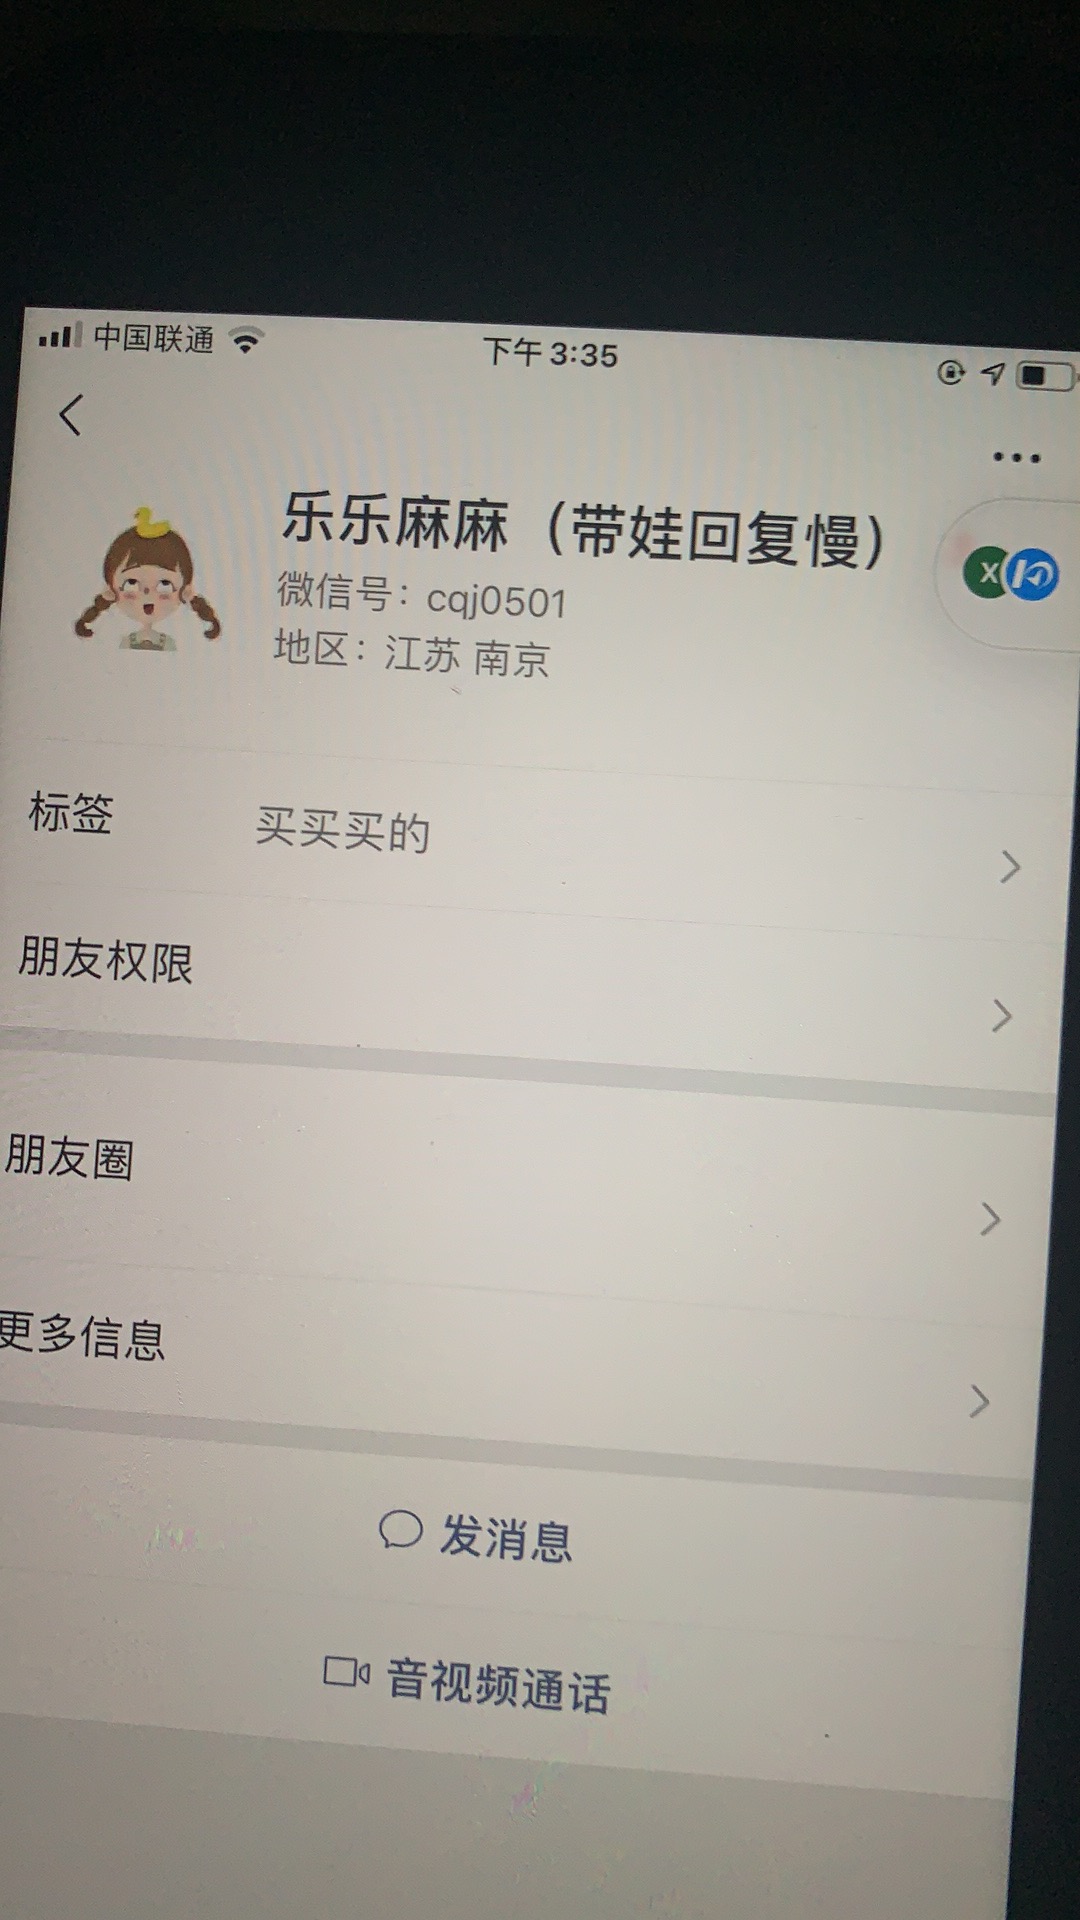 中国联通
下午3:35
乐乐麻麻（带娃回复慢）
微信号：cqj0501
地区：江苏 南京
X
标签
买买买的
朋友权限
朋友圈
更多信息
发消息
音视频通话